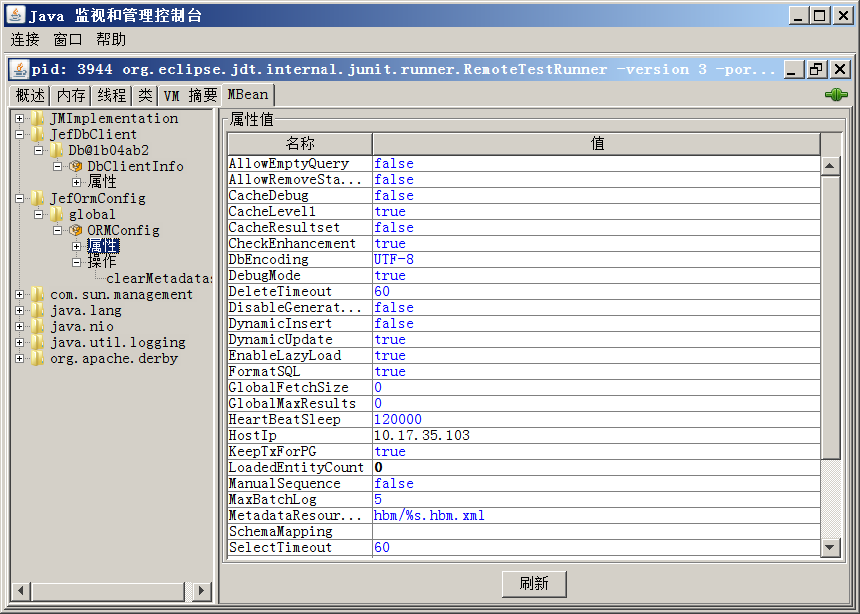 Java 监视和管理控制台
连接 窗口 帮助
pid: 3944 org.eclipse.jdt.internal.junit.runner.RemoteTestRunner -version 3 -por...
概述 内存 线程 类 VM 摘要 MBean
JMImplementation
JefDbClient
Db@1b04ab2
DbClientInfo
属性
JefOrmConfig
global
ORMConfig
属性
操作
clearMetadatas
com.sun.management
java.lang
java.nio
java.util.logging
org.apache.derby
属性值
名称 值
AllowEmptyQuery false
AllowRemoveSta... false
CacheDebug false
CacheLevel1 true
CacheResultset false
CheckEnhancement true
DbEncoding UTF-8
DebugMode true
DeleteTimeout 60
DisableGenerat... false
DynamicInsert false
DynamicUpdate true
EnableLazyLoad true
FormatSQL true
GlobalFetchSize 0
GlobalMaxResults 0
HeartBeatSleep 120000
HostIp 10.17.35.103
KeepTxForPG true
LoadedEntityCount 0
ManualSequence false
MaxBatchLog 5
MetadataResour... hbm/%s.hbm.xml
SchemaMapping
SelectTimeout 60
刷新